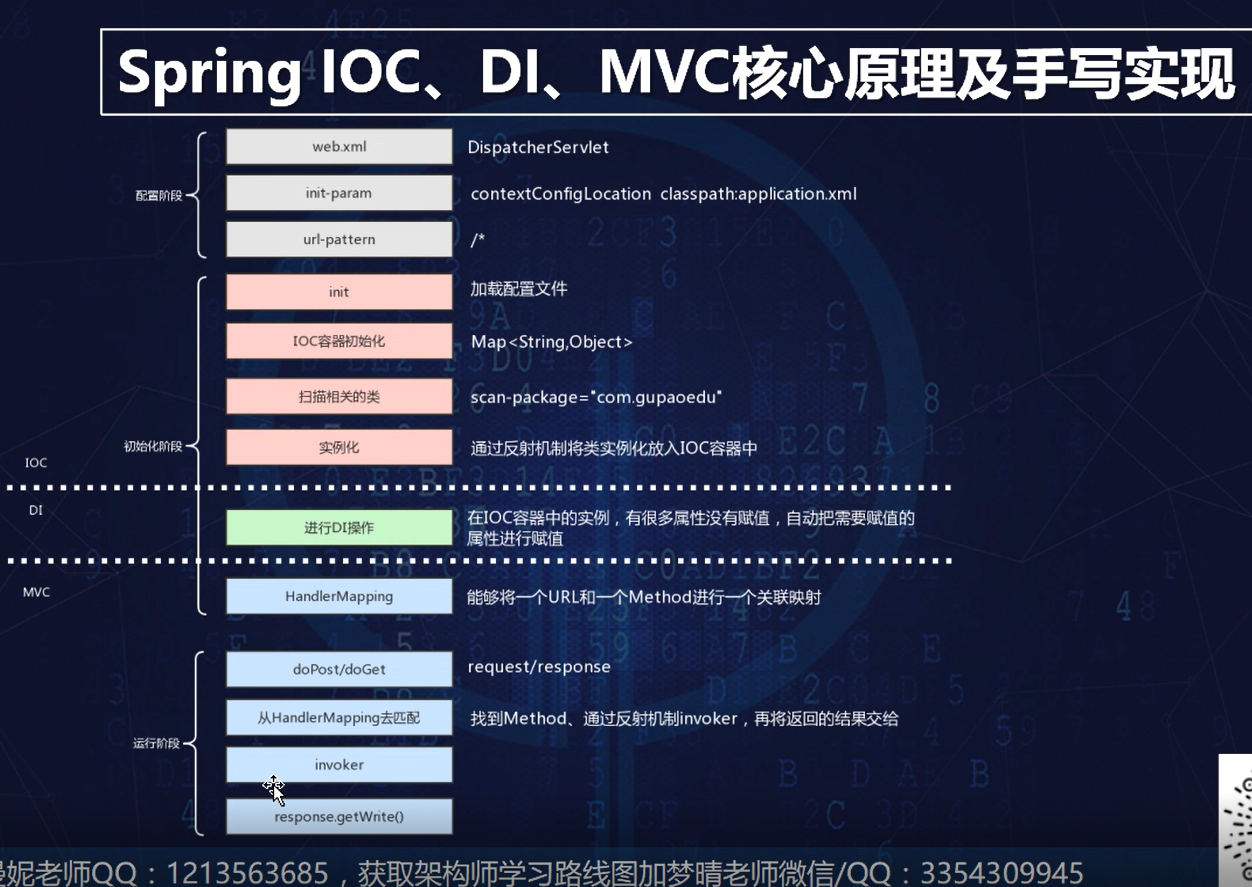 Spring IOC、DI、MVC核心原理及手写实现
配置阶段
web.xml
DispatcherServlet
init-param
contextConfigLocation classpath:application.xml
url-pattern
/*
初始化阶段
init
加载配置文件
IOC容器初始化
Map<String,Object>
扫描相关的类
scan-package="com.gupaoedu"
实例化
通过反射机制将类实例化放入IOC容器中
IOC
DI
进行DI操作
在IOC容器中的实例，有很多属性没有赋值，自动把需要赋值的
属性进行赋值
MVC
HandlerMapping
能够将一个URL和一个Method进行一个关联映射
运行阶段
doPost/doGet
request/response
从HandlerMapping去匹配
找到Method、通过反射机制invoker，再将返回的结果交给
invoker
response.getWrite()
妮老师QQ：1213563685，获取架构师学习路线图加梦晴老师微信/QQ：3354309945